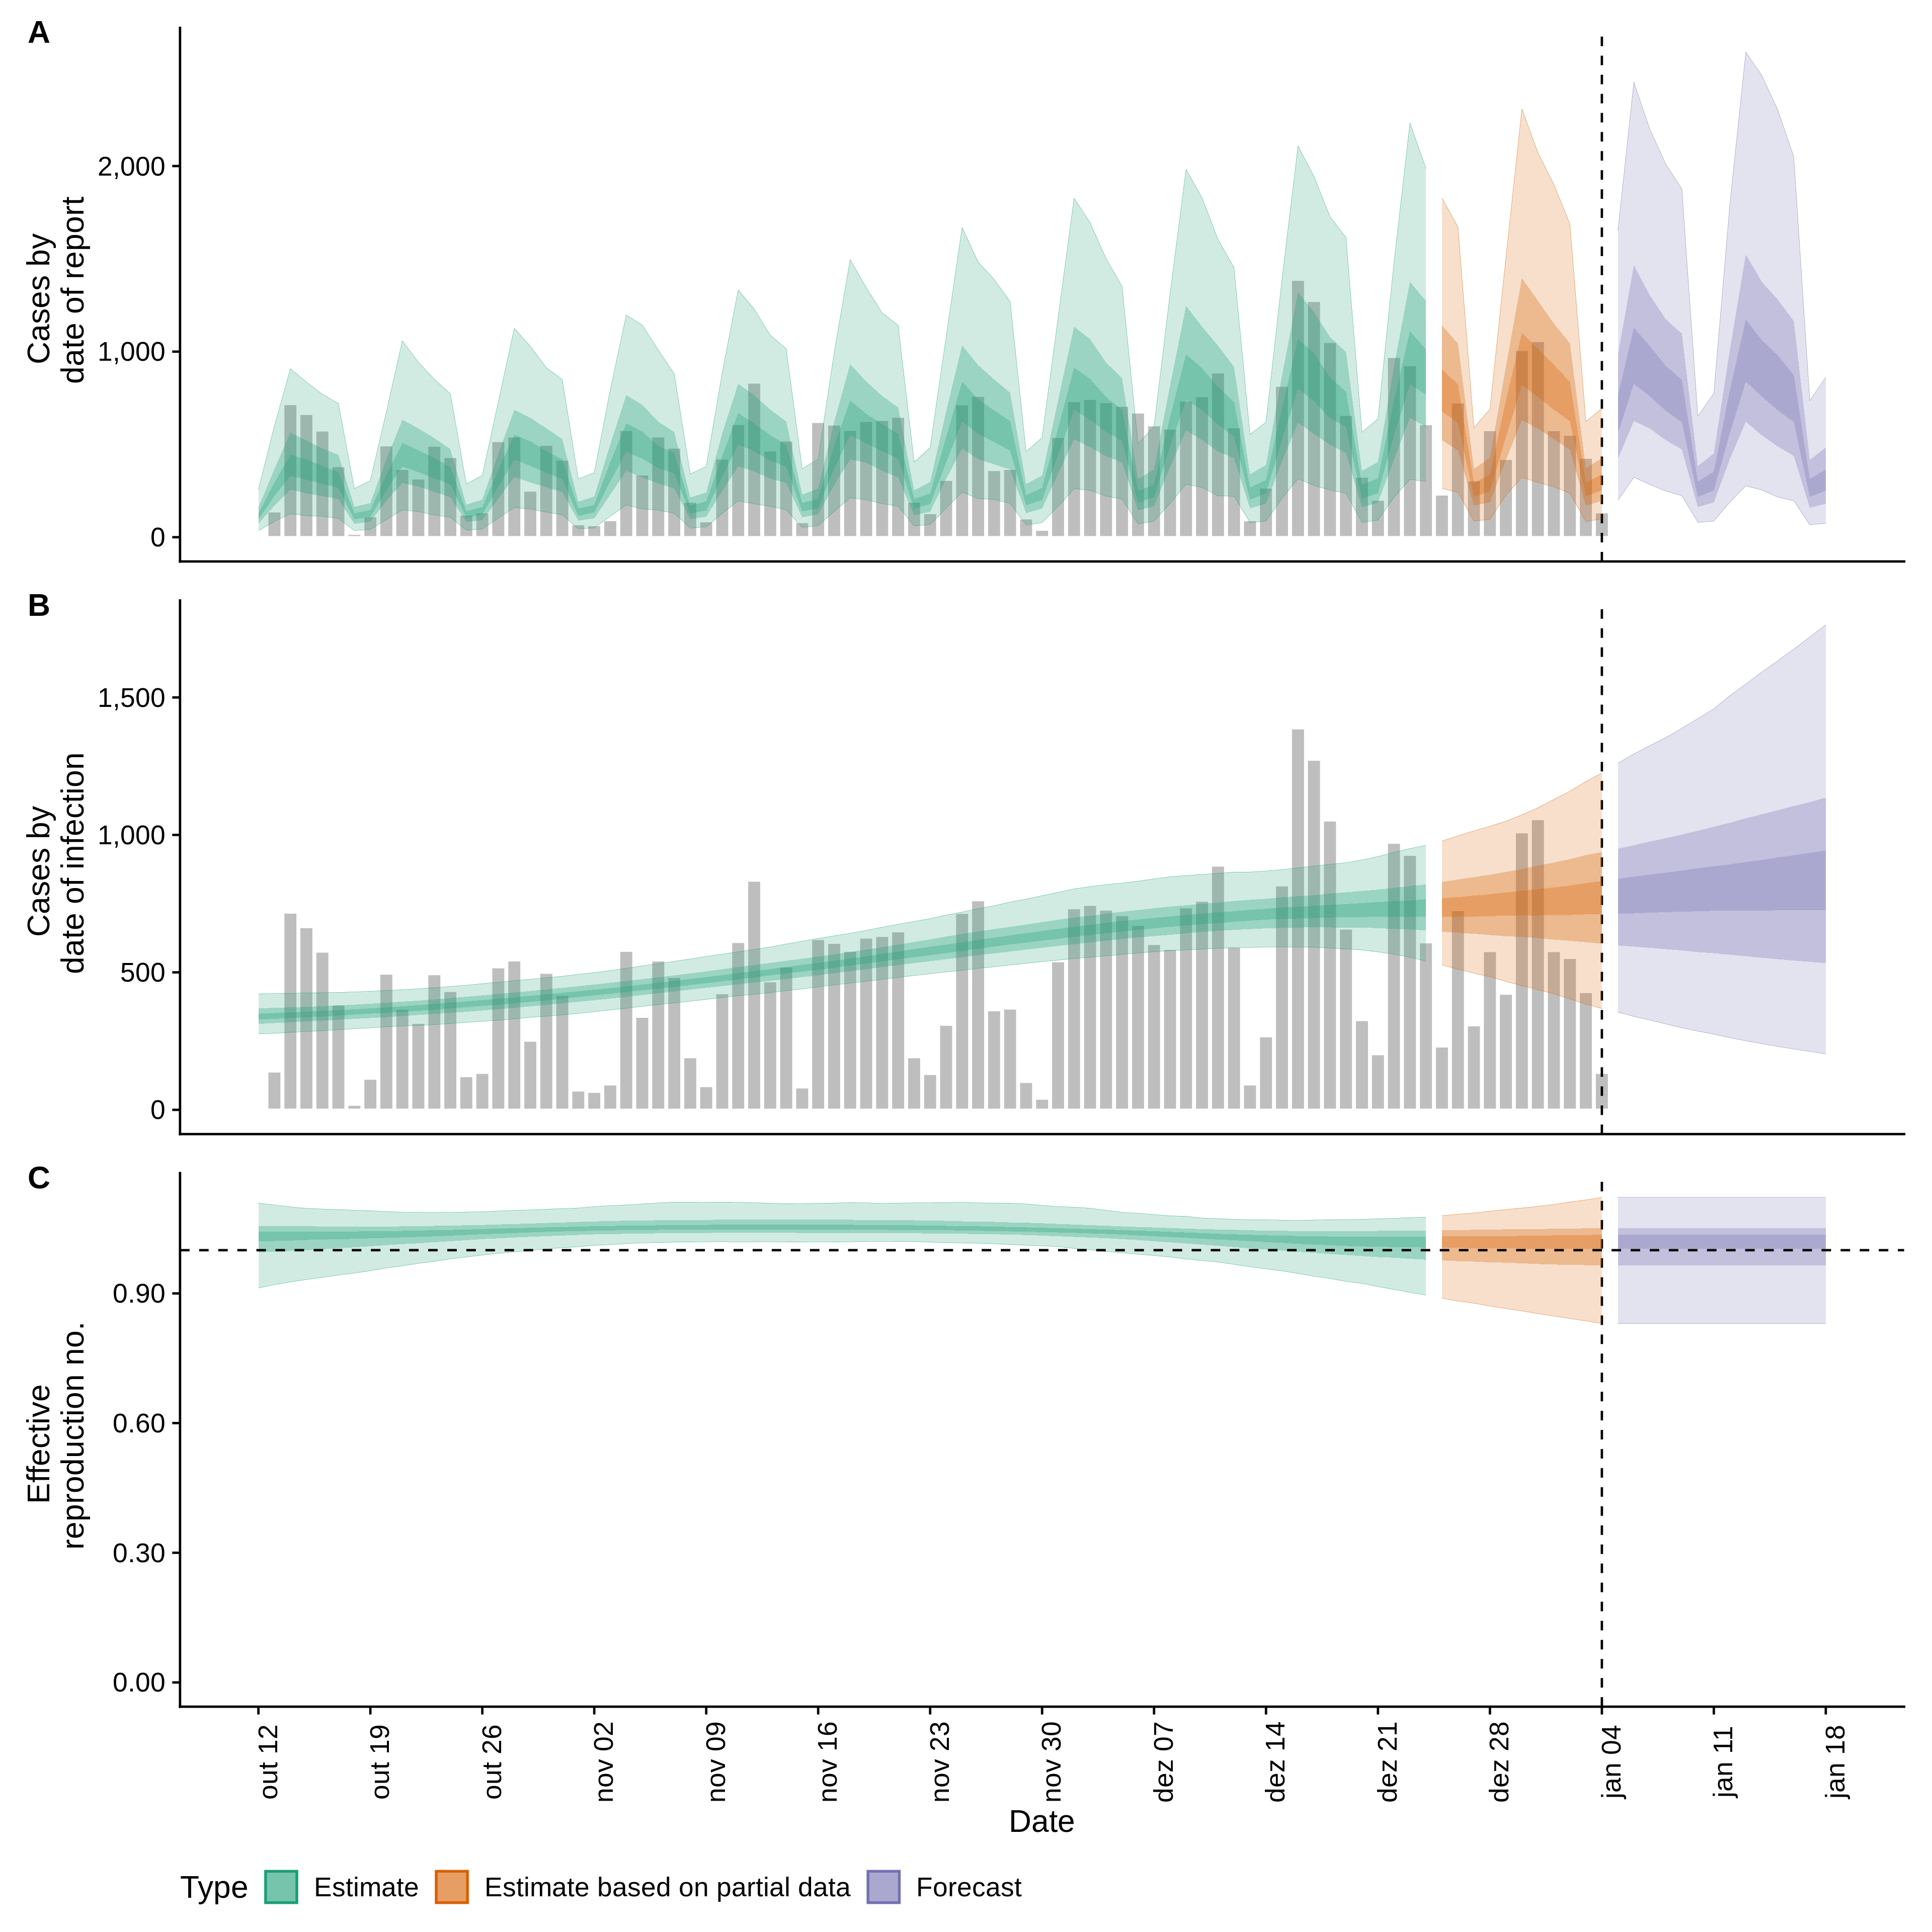 A
Cases by
date of report
2,000
1,000
0
B
Cases by
date of infection
1,500
1,000
500
0
C
Effective
reproduction no.
0.90
0.60
0.30
0.00
out 12
out 19
out 26
nov 02
nov 09
nov 16
nov 23
nov 30
dez 07
dez 14
dez 21
dez 28
jan 04
jan 11
jan 18
Date
Type Estimate Estimate based on partial data Forecast